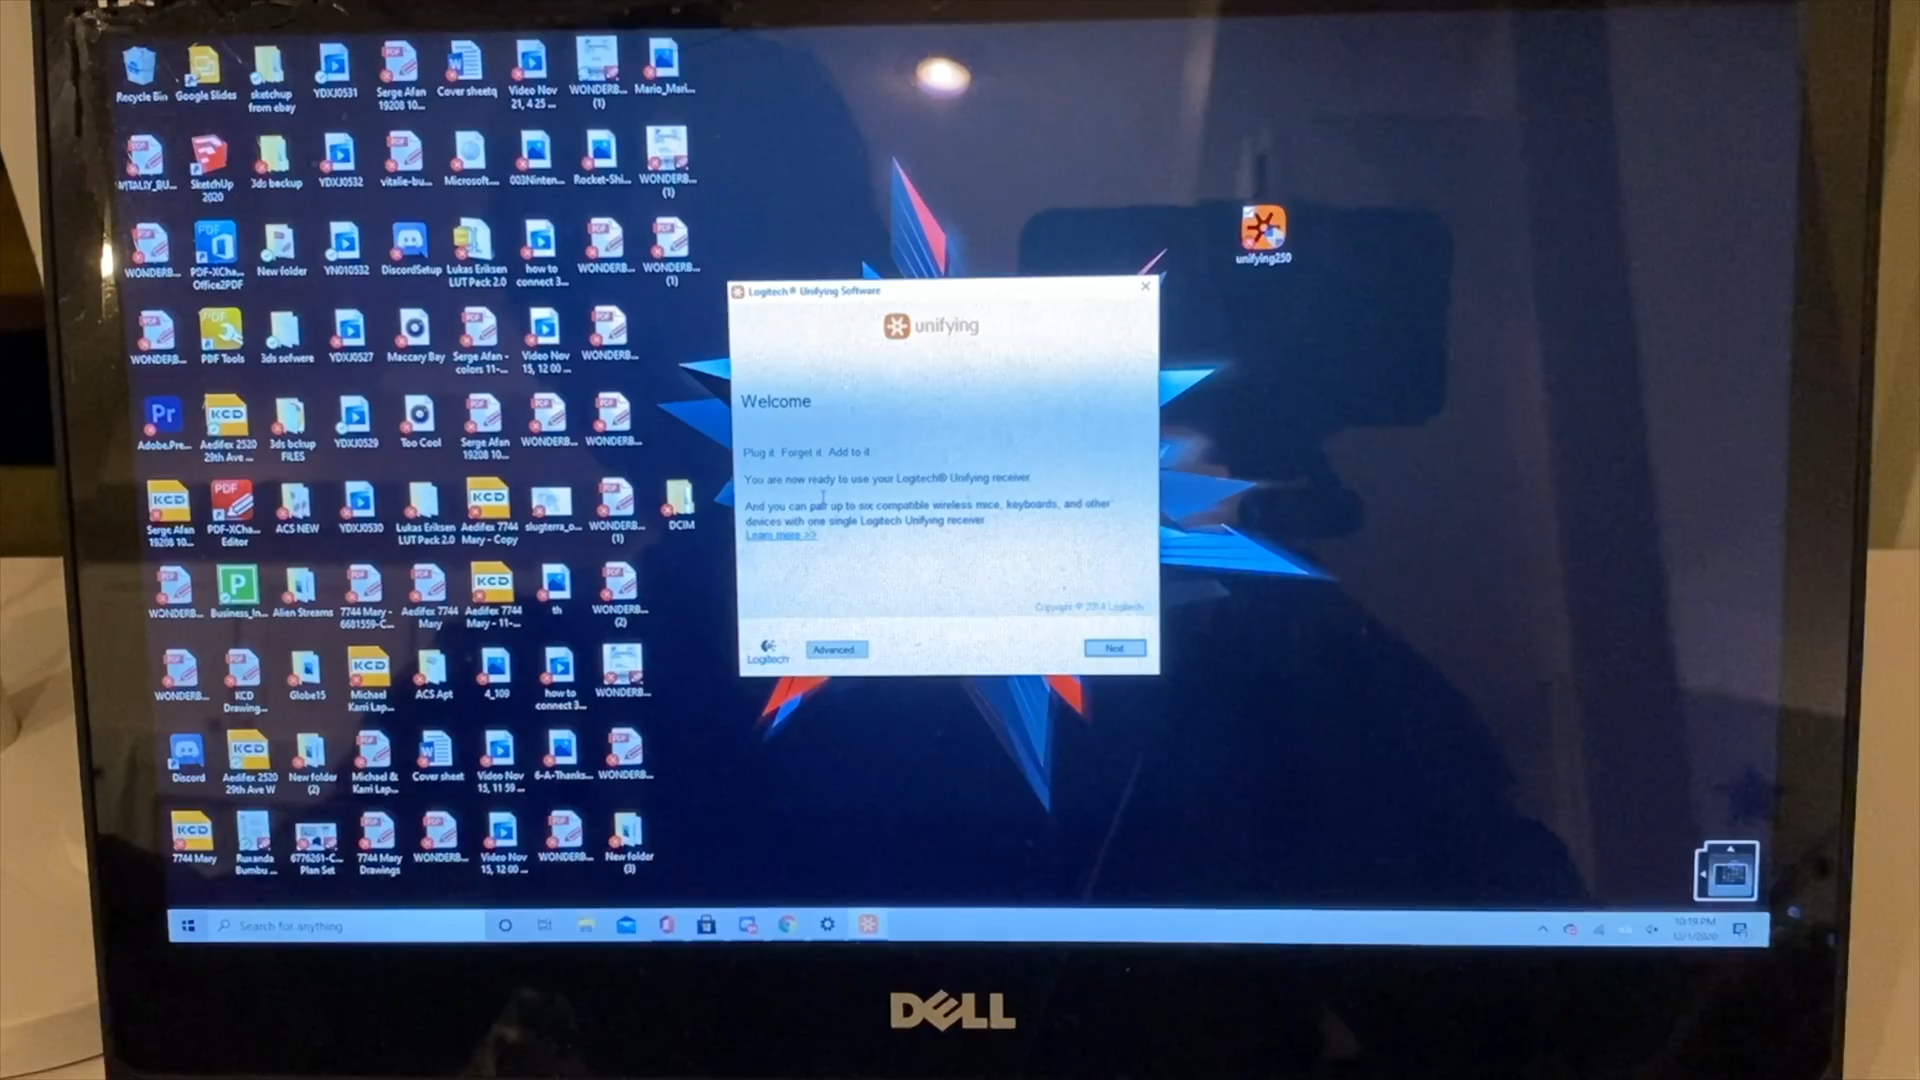 Recycle Bin
Google Slides
sketchup
from ebay
YDXJ0531
Serge Afan
19208 10...
Cover sheetq
Video Nov
21, 4 25 ...
WONDERB...
(1)
Mario_Mari...
VITALIY_BU...
SketchUp
2020
3ds backup
YDXJ0532
vitalie-bu...
Microsoft...
003Ninten...
Rocket-Shi...
WONDERB...
(1)
WONDERB...
PDF-XCha...
Office2PDF
New folder
YN010532
DiscordSetup
Lukas Eriksen
LUT Pack 2.0
how to
connect 3...
WONDERB...
WONDERB...
(1)
WONDERB...
PDF Tools
3ds sofwere
YDXJ0527
Maccary Bay
Serge Afan -
colors 11-...
Video Nov
15, 12 00 ...
WONDERB...
Adobe.Pre...
Aedifex 2520
29th Ave ...
3ds bckup
FILES
YDXJ0529
Too Cool
Serge Afan
19208 10...
WONDERB...
WONDERB...
Serge Afan
19208 10...
PDF-XCha...
Editor
ACS NEW
YDXJ0530
Lukas Eriksen
LUT Pack 2.0
Aedifex 7744
Mary - Copy
slugterra_o...
WONDERB...
(1)
DCIM
WONDERB...
Business_In...
Alien Streams
7744 Mary -
6681559-C...
Aedifex 7744
Mary
Aedifex 7744
Mary - 11-...
th
WONDERB...
(2)
WONDERB...
KCD
Drawing...
Globe15
Michael
Karri Lap...
ACS Apt
4_109
how to
connect 3...
WONDERB...
Discord
Aedifex 2520
29th Ave W
New folder
(2)
Michael &
Karri Lap...
Cover sheet
Video Nov
15, 11 59 ...
6-A-Thanks...
WONDERB...
7744 Mary
Ruxanda
Bumbu ...
6776261-C...
Plan Set
7744 Mary
Drawings
WONDERB...
Video Nov
15, 12 00 ...
WONDERB...
New folder
(3)
unifying250
Logitech® Unifying Software
unifying
Welcome
Plug it. Forget it. Add to it
You are now ready to use your Logitech® Unifying receiver.
And you can pair up to six compatible wireless mice, keyboards, and other
devices with one single Logitech Unifying receiver.
Learn more >>
Copyright © 2014 Logitech
Logitech
Advanced...
Next
Search for anything
10:19 PM
12/1/2020
DELL